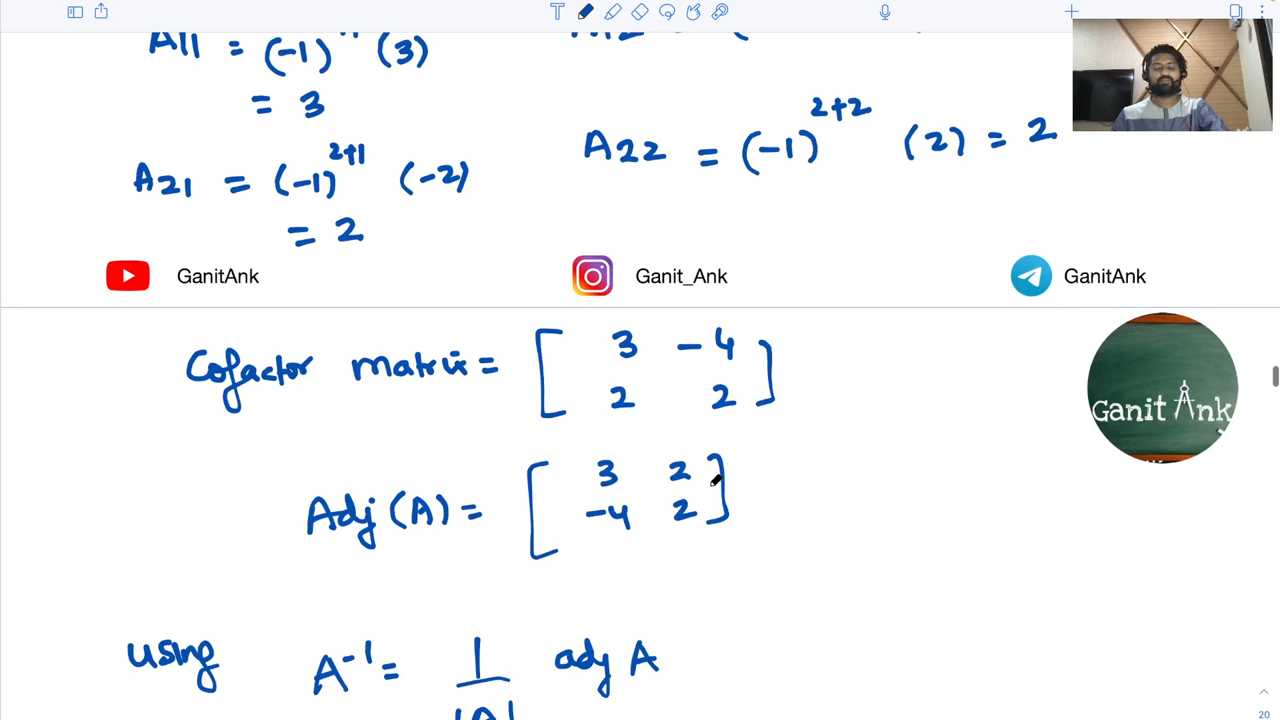 A11 = (-1) (3)
= 3
A21 = (-1)^2+1 (-2)
= 2
A22 = (-1)^2+2 (2) = 2
GanitAnk
Ganit_Ank
GanitAnk
Cofactor matrix = [ 3 -4
2 2 ]
Ganit Ank
Adj (A) = [ 3 2
-4 2 ]
using A^-1 = 1 adj A
|A|
20